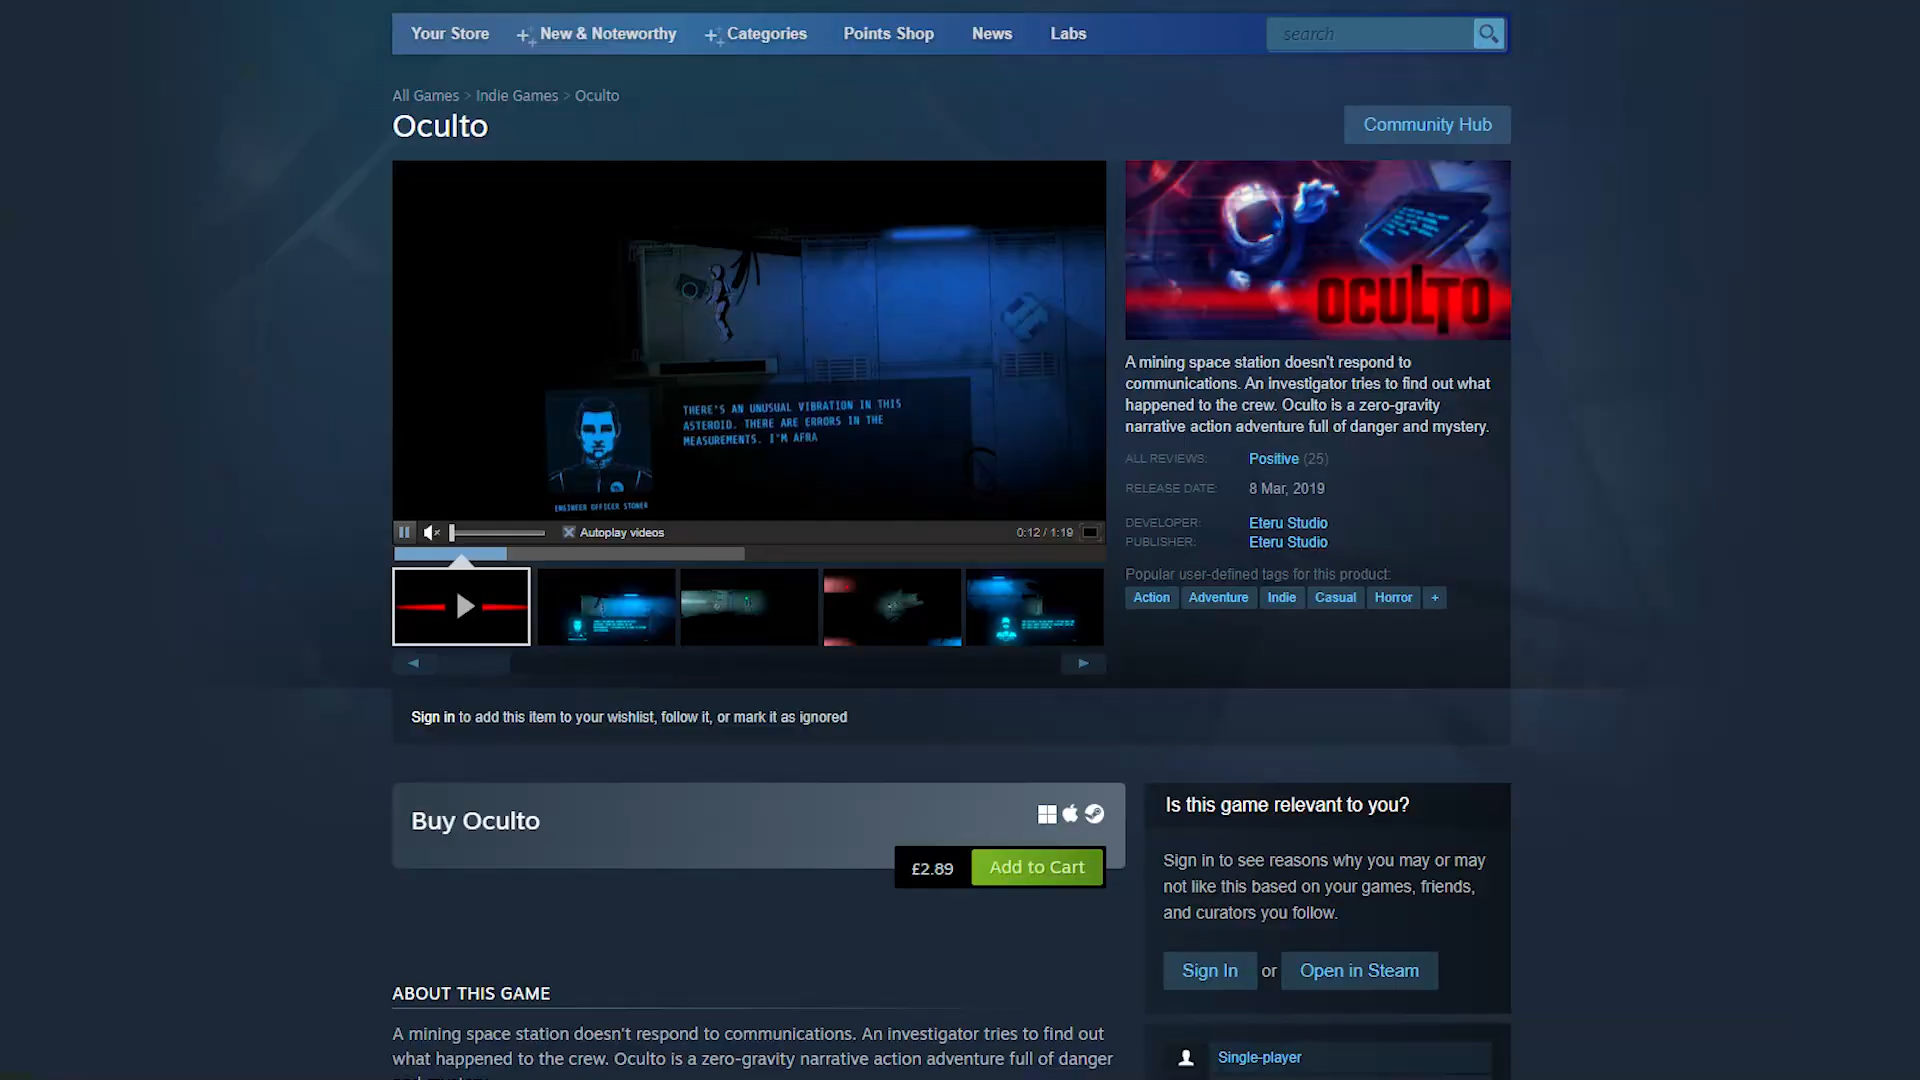 Your Store New & Noteworthy Categories Points Shop News Labs search
All Games > Indie Games > Oculto
Oculto
Community Hub
THERE'S AN UNUSUAL VIBRATION IN THIS
ASTEROID. THERE ARE ERRORS IN THE
MEASUREMENTS. I'M AFRA
ENGINEER OFFICER STONER
Autoplay videos 0:12 / 1:19
OCULTO
A mining space station doesn't respond to
communications. An investigator tries to find out what
happened to the crew. Oculto is a zero-gravity
narrative action adventure full of danger and mystery.
ALL REVIEWS: Positive (25)
RELEASE DATE: 8 Mar, 2019
DEVELOPER: Eteru Studio
PUBLISHER: Eteru Studio
Popular user-defined tags for this product:
Action Adventure Indie Casual Horror +
Sign in to add this item to your wishlist, follow it, or mark it as ignored
Buy Oculto
£2.89 Add to Cart
Is this game relevant to you?
Sign in to see reasons why you may or may
not like this based on your games, friends,
and curators you follow.
Sign In or Open in Steam
Single-player
ABOUT THIS GAME
A mining space station doesn't respond to communications. An investigator tries to find out
what happened to the crew. Oculto is a zero-gravity narrative action adventure full of danger